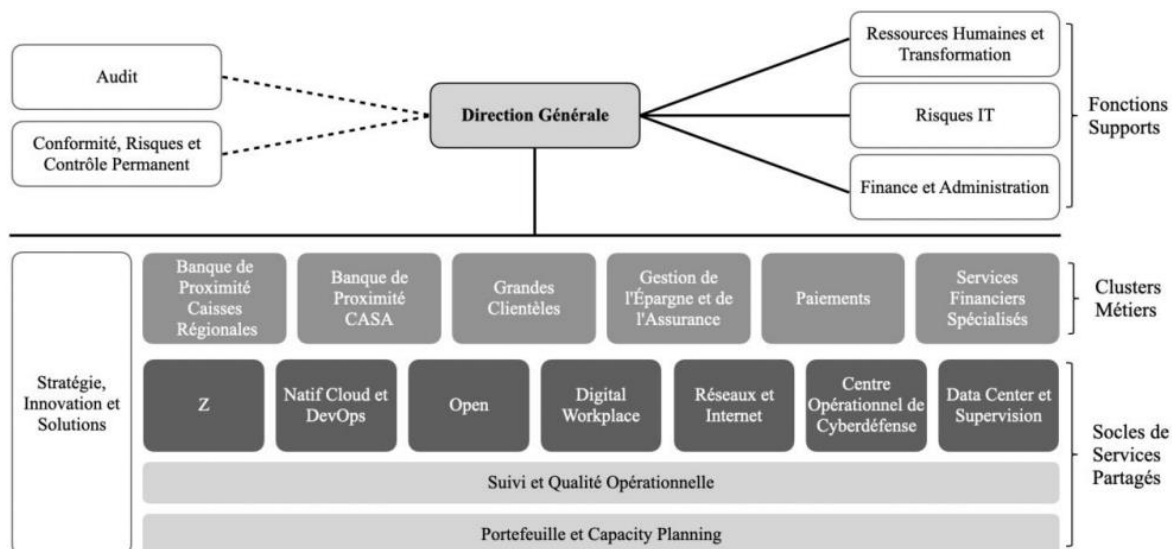 Audit
Conformité, Risques et
Contrôle Permanent
Direction Générale
Ressources Humaines et
Transformation
Risques IT
Finance et Administration
Fonctions
Supports
Stratégie,
Innovation et
Solutions
Banque de
Proximité
Caisses
Régionales
Banque de
Proximité
CASA
Grandes
Clientèles
Gestion de
l'Épargne et de
l'Assurance
Paiements
Services
Financiers
Spécialisés
Clusters
Métiers
Z
Natif Cloud et
DevOps
Open
Digital
Workplace
Réseaux et
Internet
Centre
Opérationnel de
Cyberdéfense
Data Center et
Supervision
Socles de
Services
Partagés
Suivi et Qualité Opérationnelle
Portefeuille et Capacity Planning